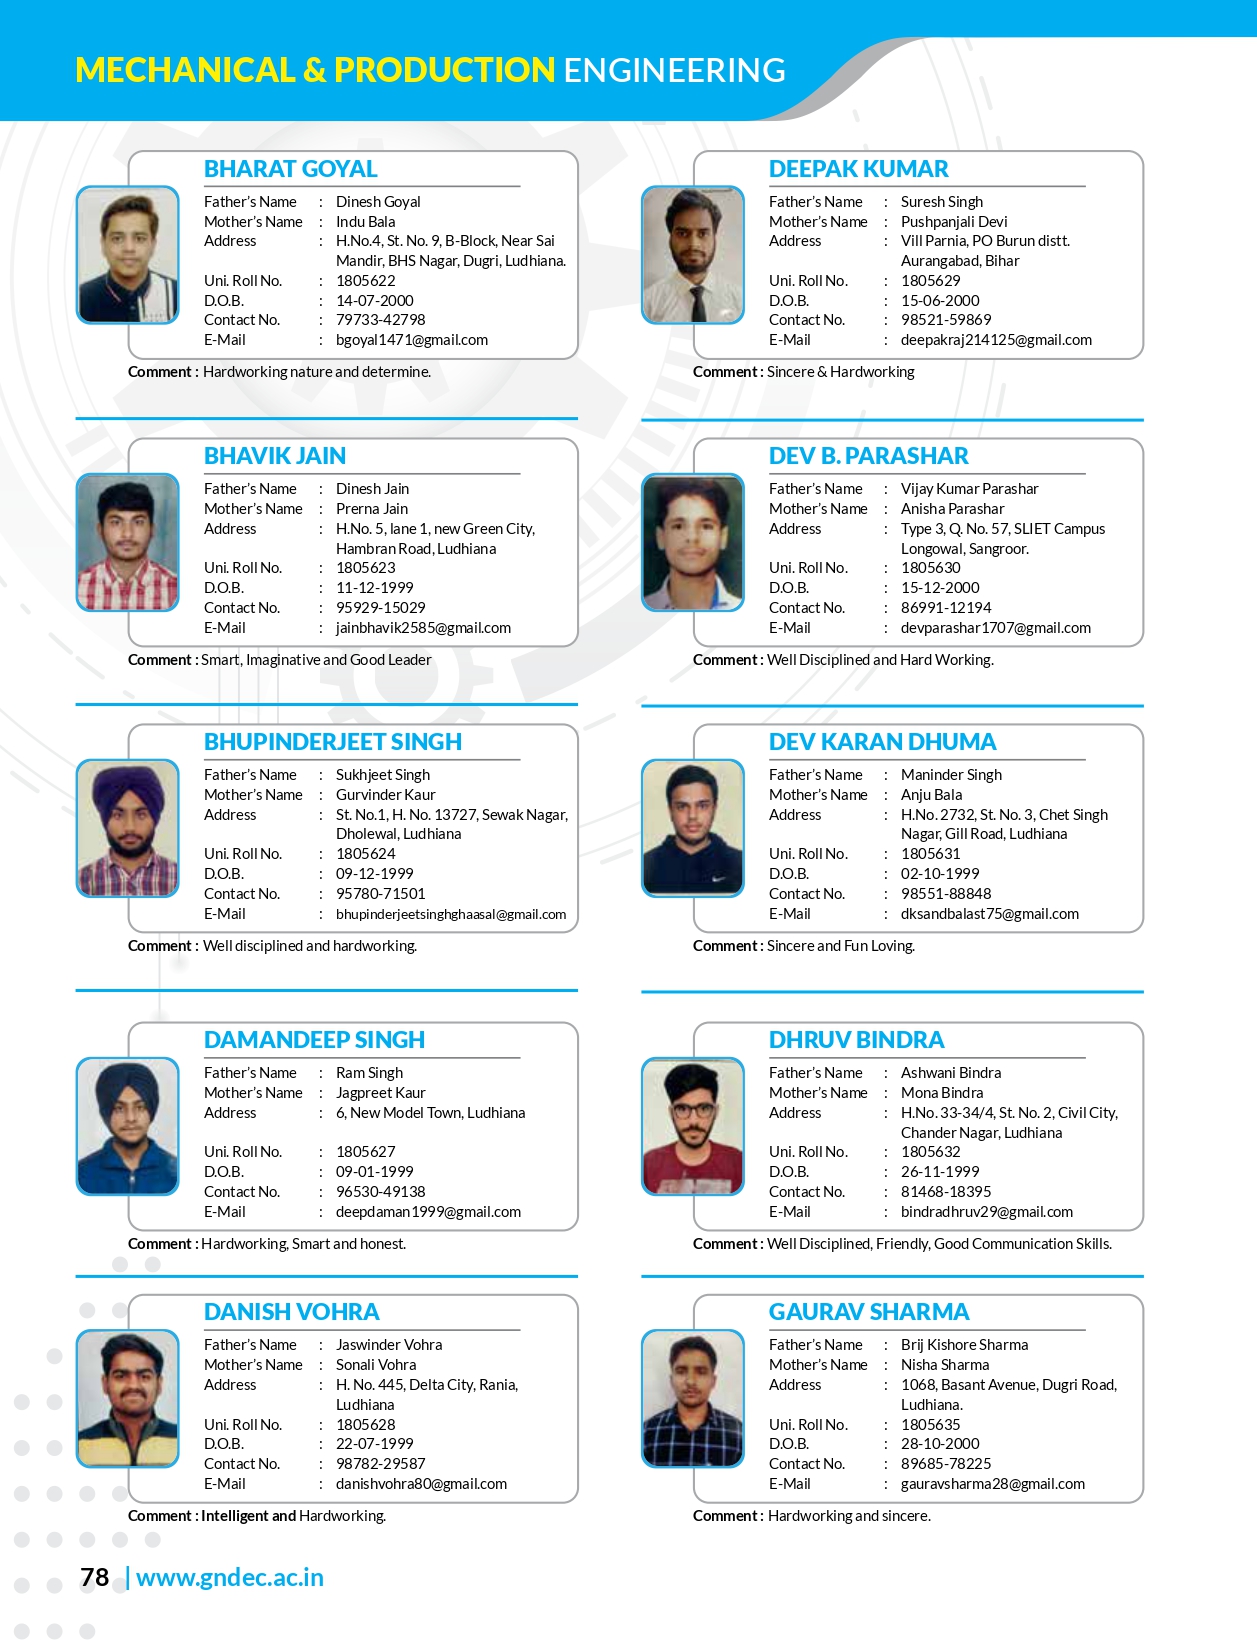 MECHANICAL & PRODUCTION ENGINEERING
BHARAT GOYAL
Father's Name : Dinesh Goyal
Mother's Name : Indu Bala
Address : H.No.4, St. No. 9, B-Block, Near Sai
Mandir, BHS Nagar, Dugri, Ludhiana.
Uni. Roll No. : 1805622
D.O.B. : 14-07-2000
Contact No. : 79733-42798
E-Mail : bgoyal1471@gmail.com
Comment : Hardworking nature and determine.
BHAVIK JAIN
Father's Name : Dinesh Jain
Mother's Name : Prerna Jain
Address : H.No. 5, lane 1, new Green City,
Hambran Road, Ludhiana
Uni. Roll No. : 1805623
D.O.B. : 11-12-1999
Contact No. : 95929-15029
E-Mail : jainbhavik2585@gmail.com
Comment : Smart, Imaginative and Good Leader
BHUPINDERJEET SINGH
Father's Name : Sukhjeet Singh
Mother's Name : Gurvinder Kaur
Address : St. No.1, H. No. 13727, Sewak Nagar,
Dholewal, Ludhiana
Uni. Roll No. : 1805624
D.O.B. : 09-12-1999
Contact No. : 95780-71501
E-Mail : bhupinderjeetsinghghaasal@gmail.com
Comment : Well disciplined and hardworking.
DAMANDEEP SINGH
Father's Name : Ram Singh
Mother's Name : Jagpreet Kaur
Address : 6, New Model Town, Ludhiana
Uni. Roll No. : 1805627
D.O.B. : 09-01-1999
Contact No. : 96530-49138
E-Mail : deepdaman1999@gmail.com
Comment : Hardworking, Smart and honest.
DANISH VOHRA
Father's Name : Jaswinder Vohra
Mother's Name : Sonali Vohra
Address : H. No. 445, Delta City, Rania,
Ludhiana
Uni. Roll No. : 1805628
D.O.B. : 22-07-1999
Contact No. : 98782-29587
E-Mail : danishvohra80@gmail.com
Comment : Intelligent and Hardworking.
DEEPAK KUMAR
Father's Name : Suresh Singh
Mother's Name : Pushpanjali Devi
Address : Vill Parnia, PO Burun distt.
Aurangabad, Bihar
Uni. Roll No. : 1805629
D.O.B. : 15-06-2000
Contact No. : 98521-59869
E-Mail : deepakraj214125@gmail.com
Comment : Sincere & Hardworking
DEV B. PARASHAR
Father's Name : Vijay Kumar Parashar
Mother's Name : Anisha Parashar
Address : Type 3, Q. No. 57, SLIET Campus
Longowal, Sangroor.
Uni. Roll No. : 1805630
D.O.B. : 15-12-2000
Contact No. : 86991-12194
E-Mail : devparashar1707@gmail.com
Comment : Well Disciplined and Hard Working.
DEV KARAN DHUMA
Father's Name : Maninder Singh
Mother's Name : Anju Bala
Address : H.No. 2732, St. No. 3, Chet Singh
Nagar, Gill Road, Ludhiana
Uni. Roll No. : 1805631
D.O.B. : 02-10-1999
Contact No. : 98551-88848
E-Mail : dksandbalast75@gmail.com
Comment : Sincere and Fun Loving.
DHRUV BINDRA
Father's Name : Ashwani Bindra
Mother's Name : Mona Bindra
Address : H.No. 33-34/4, St. No. 2, Civil City,
Chander Nagar, Ludhiana
Uni. Roll No. : 1805632
D.O.B. : 26-11-1999
Contact No. : 81468-18395
E-Mail : bindradhruv29@gmail.com
Comment : Well Disciplined, Friendly, Good Communication Skills.
GAURAV SHARMA
Father's Name : Brij Kishore Sharma
Mother's Name : Nisha Sharma
Address : 1068, Basant Avenue, Dugri Road,
Ludhiana.
Uni. Roll No. : 1805635
D.O.B. : 28-10-2000
Contact No. : 89685-78225
E-Mail : gauravsharma28@gmail.com
Comment : Hardworking and sincere.
78 | www.gndec.ac.in